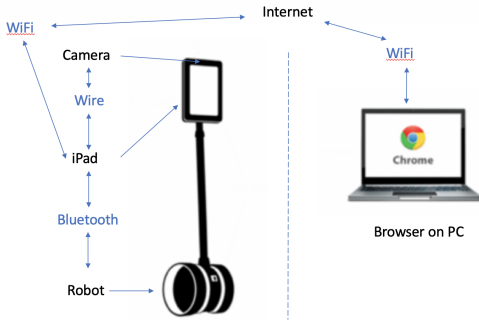 Internet
WiFi
WiFi
Camera
Wire
Chrome
iPad
Bluetooth
Browser on PC
Robot